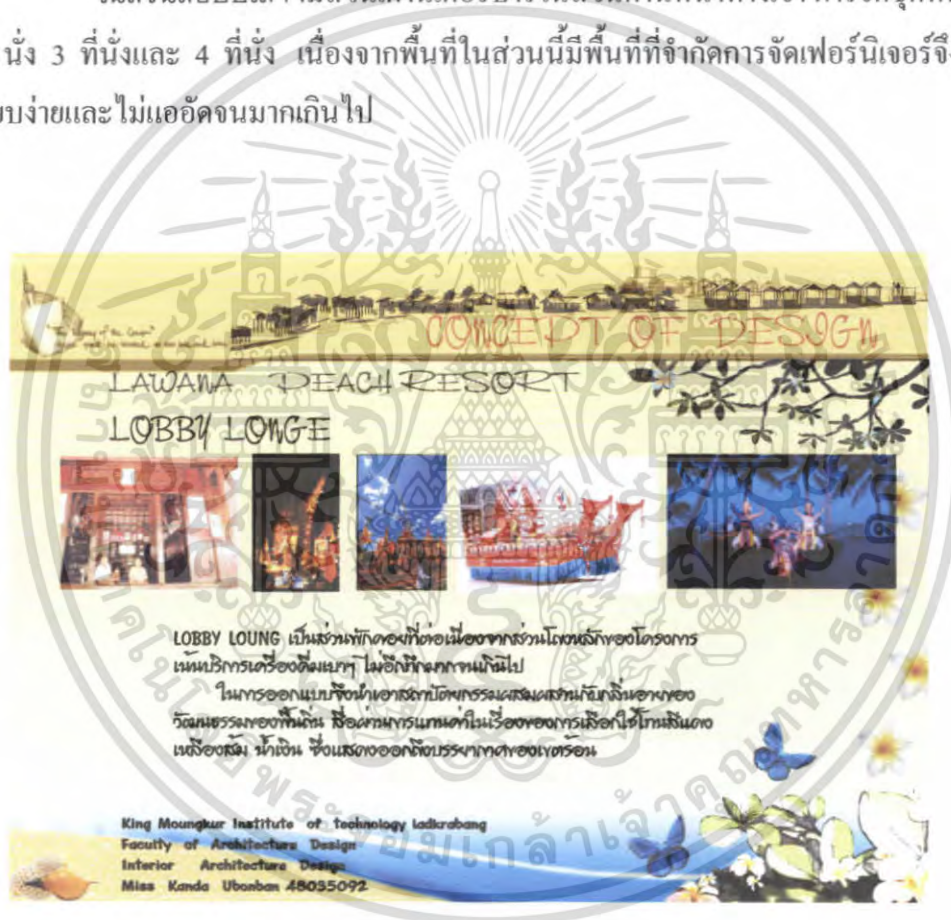 นั่ง 3 ที่นั่งและ 4 ที่นั่ง เนื่องจากพื้นที่ในส่วนนี้มีพื้นที่ที่จำกัดการจัดเฟอร์นิเจอร์จึ
บบง่ายและไม่แออัดจนมากเกินไป
CONCEPT OF DESIGN
LAWANA BEACH RESORT
LOBBY LONGE
LOBBY LOUNG เป็นส่วนพักคอยที่ต่อเนื่องจากส่วนโถงหลักของโครงการ
เน้นบริการเครื่องดื่มเบาๆ ไม่อึกทึกมากจนเกินไป
ในการออกแบบจึงนำเอาสถาปัตยกรรมผสมผสานกับกลิ่นอายของ
วัฒนธรรมของพื้นถิ่น สื่อผ่านการแทนค่าในเรื่องของการเลือกใช้โทนสีแดง
เหลืองส้ม น้ำเงิน ซึ่งแสดงออกถึงบรรยากาศของเขตร้อน
King Moungkur Institute of technology ladkrabang
Faculty of Architecture Design
Interior Architecture Design
Miss Kanda Ubonban 48035092